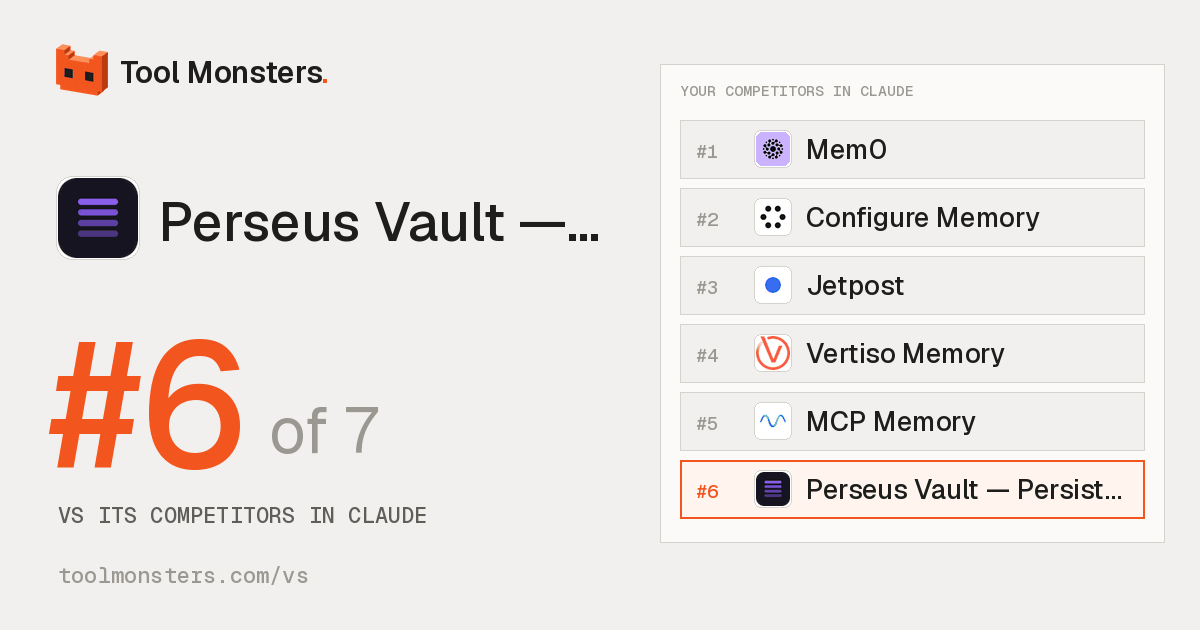 Tool Monsters.
Perseus Vault —...
#6 of 7
VS ITS COMPETITORS IN CLAUDE
toolmonsters.com/vs
YOUR COMPETITORS IN CLAUDE
#1 Mem0
#2 Configure Memory
#3 Jetpost
#4 Vertiso Memory
#5 MCP Memory
#6 Perseus Vault — Persist...